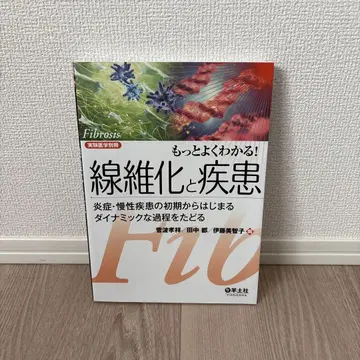 Fibrosis
実験医学別冊
もっとよくわかる!
線維化と疾患
炎症・慢性疾患の初期からはじまる
ダイナミックな過程をたどる
菅波孝祥 / 田中 都 / 伊藤美智子 編
Fib
羊土社